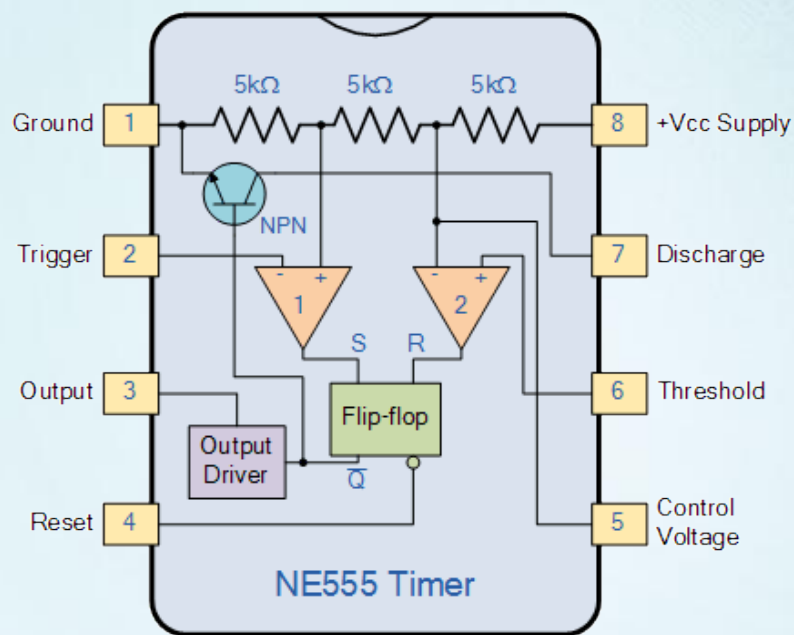 5kΩ 5kΩ 5kΩ
Ground 1
8 +Vcc Supply
NPN
Trigger 2
7 Discharge
- +
- +
1
2
S R
Output 3
6 Threshold
Flip-flop
Output
Driver
Q̅
Reset 4
5 Control
Voltage
NE555 Timer